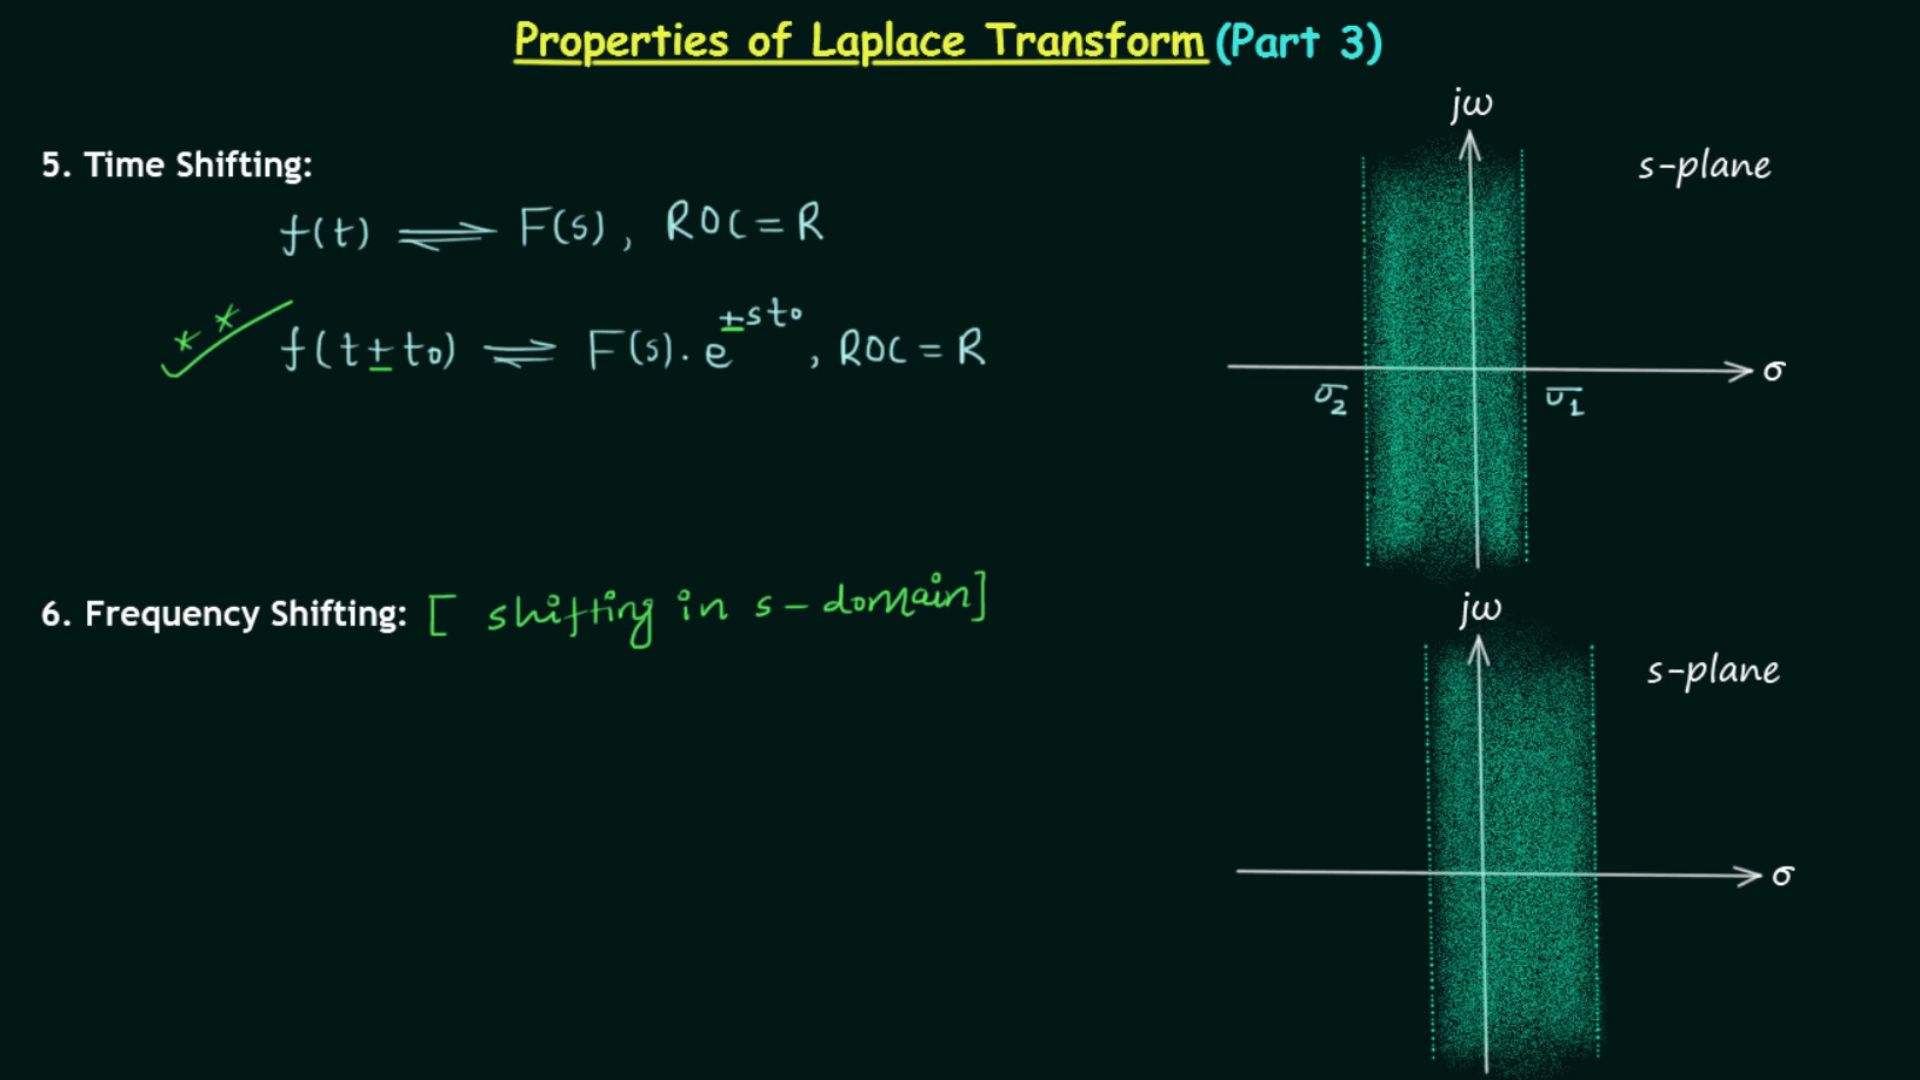 Properties of Laplace Transform (Part 3)
5. Time Shifting:
f(t) ⇌ F(s), ROC = R
** f(t ± t₀) ⇌ F(s). e^{±st₀}, ROC = R
6. Frequency Shifting: [shifting in s-domain]
jω
s-plane
σ
σ₂
σ₁
jω
s-plane
σ